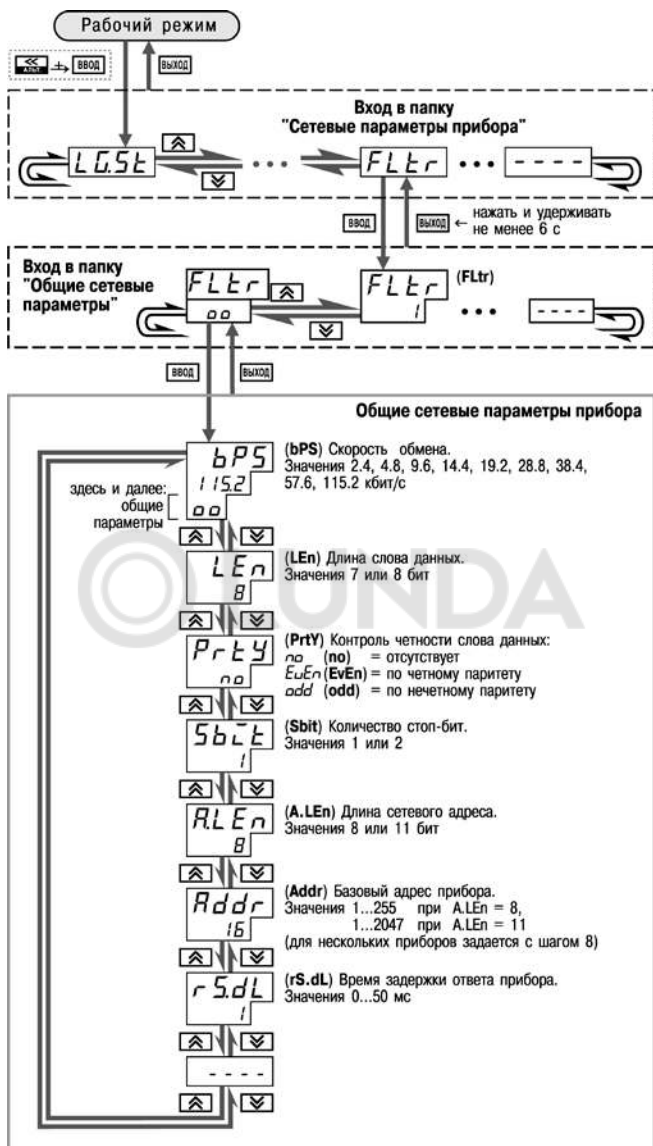 Рабочий режим
≪ АЛЬТ ВВОД ВЫХОД
Вход в папку
"Сетевые параметры прибора"
LG.St ••• FLtr ••• ----
ВВОД ВЫХОД ← нажать и удерживать
не менее 6 с
Вход в папку
"Общие сетевые
параметры"
FLtr
oo
FLtr (FLtr)
1 ••• ----
ВВОД ВЫХОД
Общие сетевые параметры прибора
bPS
115.2
oo
(bPS) Скорость обмена.
Значения 2.4, 4.8, 9.6, 14.4, 19.2, 28.8, 38.4,
57.6, 115.2 кбит/с
здесь и далее:
общие
параметры
LEn
8
(LEn) Длина слова данных.
Значения 7 или 8 бит
KUNDA
PrtY
no
(PrtY) Контроль четности слова данных:
no (no) = отсутствует
EvEn (EvEn) = по четному паритету
odd (odd) = по нечетному паритету
Sbit
1
(Sbit) Количество стоп-бит.
Значения 1 или 2
A.LEn
8
(A.LEn) Длина сетевого адреса.
Значения 8 или 11 бит
Addr
16
(Addr) Базовый адрес прибора.
Значения 1...255 при A.LEn = 8,
1...2047 при A.LEn = 11
(для нескольких приборов задается с шагом 8)
rS.dL
1
(rS.dL) Время задержки ответа прибора.
Значения 0...50 мс
----